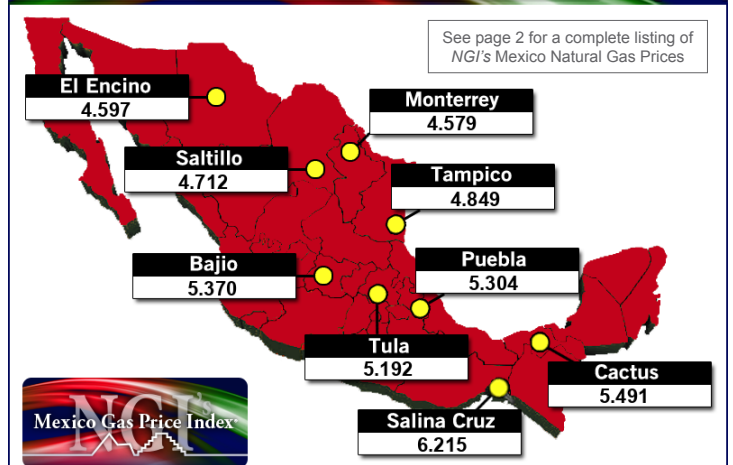 See page 2 for a complete listing of
NGI's Mexico Natural Gas Prices
El Encino
4.597
Monterrey
4.579
Saltillo
4.712
Tampico
4.849
Bajio
5.370
Puebla
5.304
Tula
5.192
Cactus
5.491
Salina Cruz
6.215
NGI's
Mexico Gas Price Index®